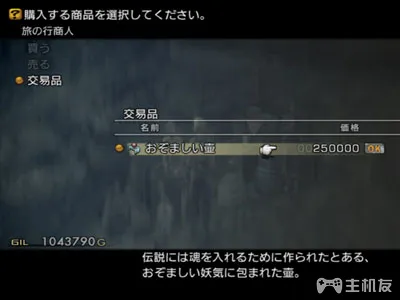 購入する商品を選択してください。
旅の行商人
買う
売る
交易品
交易品
名前 価格
おぞましい壷 00250000 OK
GIL 1043790 G
伝説には魂を入れるために作られたとある、
おぞましい妖気に包まれた壷。
主机友